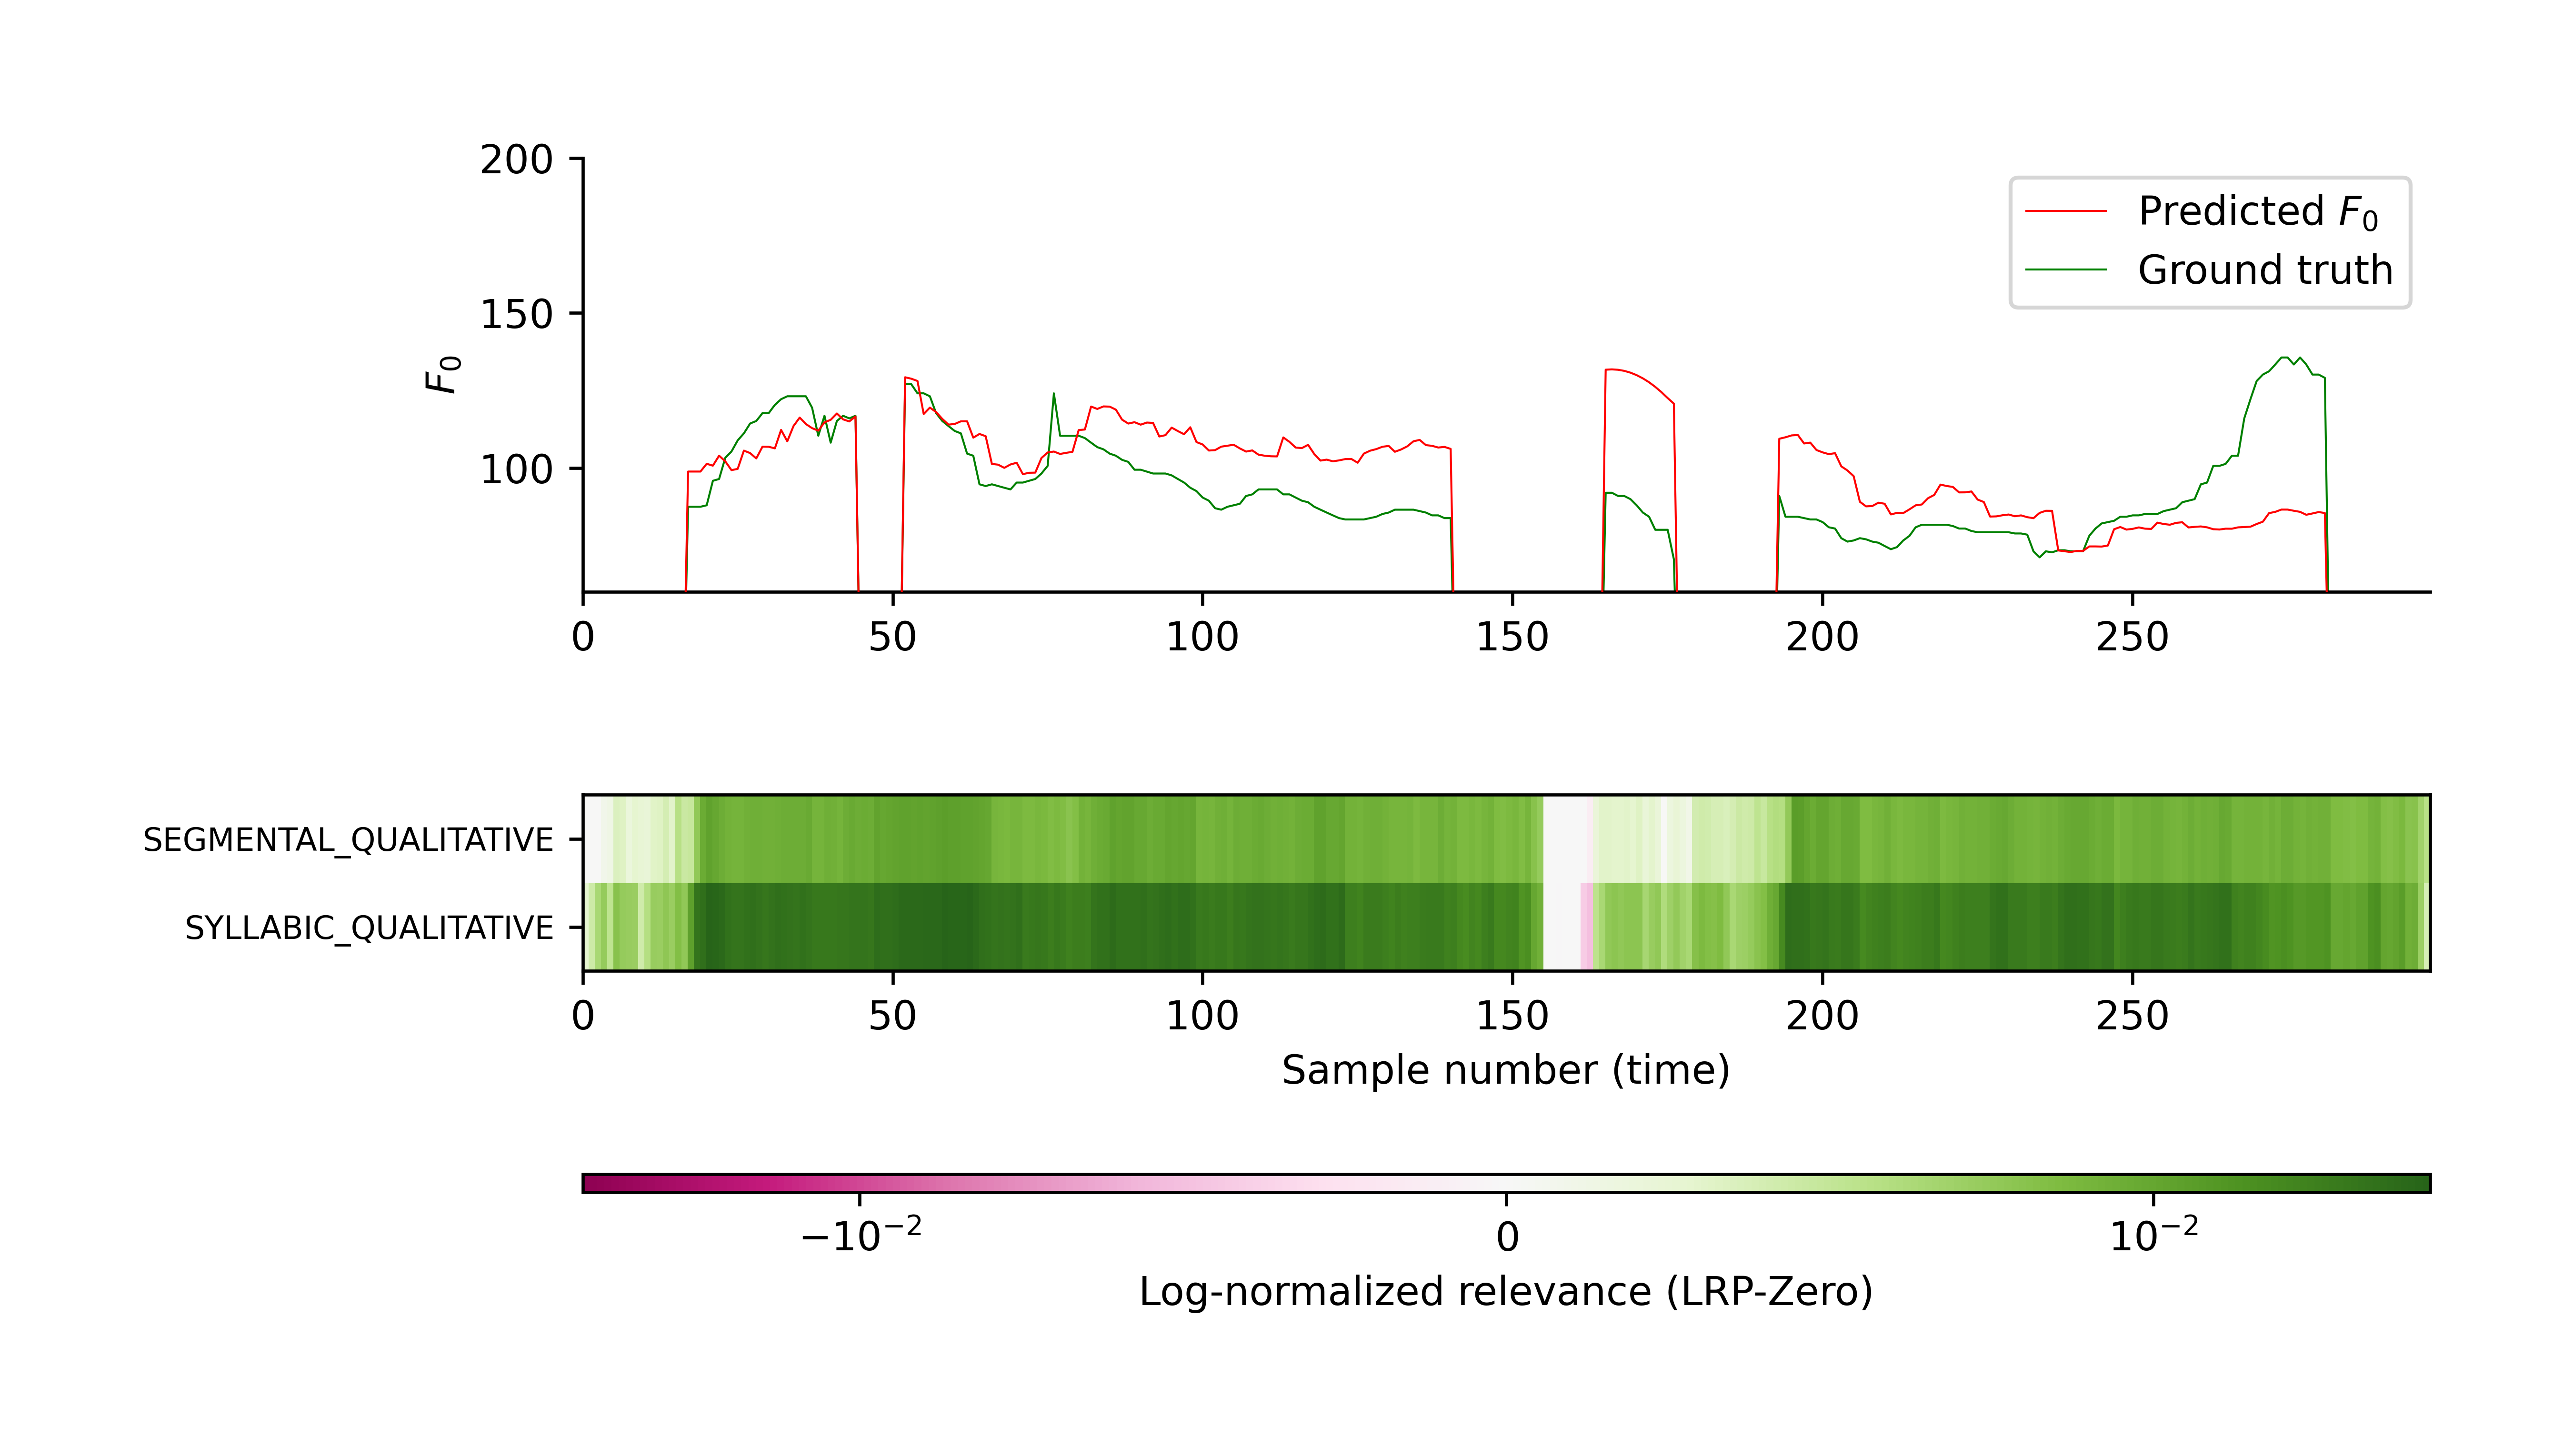 200
150
100
F₀
Predicted F₀
Ground truth
0 50 100 150 200 250
SEGMENTAL_QUALITATIVE
SYLLABIC_QUALITATIVE
0 50 100 150 200 250
Sample number (time)
−10⁻² 0 10⁻²
Log-normalized relevance (LRP-Zero)